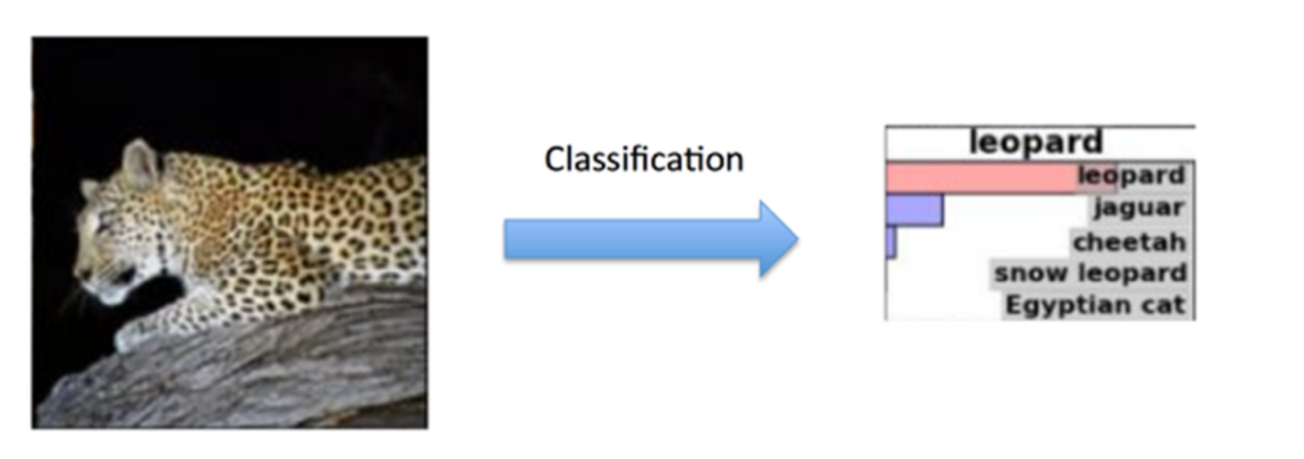 Classification
leopard
leopard
jaguar
cheetah
snow leopard
Egyptian cat